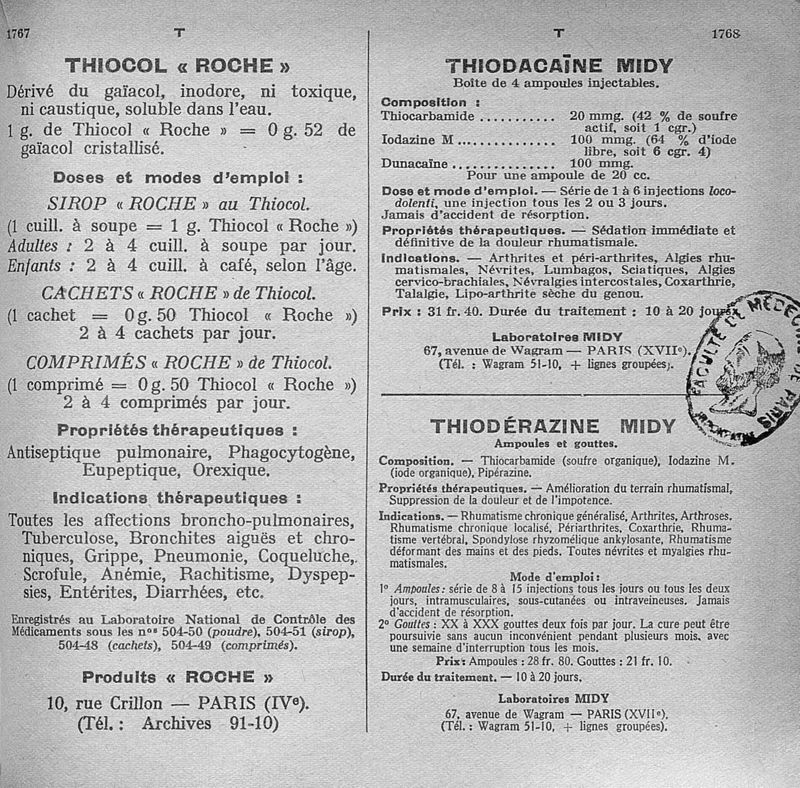 1767
T
THIOCOL « ROCHE »
Dérivé du gaïacol, inodore, ni toxique,
ni caustique, soluble dans l'eau.
1 g. de Thiocol « Roche » = 0 g. 52 de
gaïacol cristallisé.
Doses et modes d'emploi :
SIROP « ROCHE » au Thiocol.
(1 cuill. à soupe = 1 g. Thiocol « Roche »)
Adultes : 2 à 4 cuill. à soupe par jour.
Enfants : 2 à 4 cuill. à café, selon l'âge.
CACHETS « ROCHE » de Thiocol.
(1 cachet = 0 g. 50 Thiocol « Roche »)
2 à 4 cachets par jour.
COMPRIMÉS « ROCHE » de Thiocol.
(1 comprimé = 0 g. 50 Thiocol « Roche »)
2 à 4 comprimés par jour.
Propriétés thérapeutiques :
Antiseptique pulmonaire, Phagocytogène,
Eupeptique, Orexique.
Indications thérapeutiques :
Toutes les affections broncho-pulmonaires,
Tuberculose, Bronchites aiguës et chro-
niques, Grippe, Pneumonie, Coqueluche,
Scrofule, Anémie, Rachitisme, Dyspep-
sies, Entérites, Diarrhées, etc.
Enregistrés au Laboratoire National de Contrôle des
Médicaments sous les nos 504-50 (poudre), 504-51 (sirop),
504-48 (cachets), 504-49 (comprimés).
Produits « ROCHE »
10, rue Crillon — PARIS (IVe).
(Tél. : Archives 91-10)
T
1768
THIODACAÏNE MIDY
Boîte de 4 ampoules injectables.
Composition :
Thiocarbamide ........... 20 mmg. (42 % de soufre
actif, soit 1 cgr.)
Iodazine M .............. 100 mmg. (64 % d'iode
libre, soit 6 cgr. 4)
Dunacaïne ............... 100 mmg.
Pour une ampoule de 20 cc.
Dose et mode d'emploi. — Série de 1 à 6 injections loco-
dolenti, une injection tous les 2 ou 3 jours.
Jamais d'accident de résorption.
Propriétés thérapeutiques. — Sédation immédiate et
définitive de la douleur rhumatismale.
Indications. — Arthrites et péri-arthrites, Algies rhu-
matismales, Névrites, Lumbagos, Sciatiques, Algies
cervico-brachiales, Névralgies intercostales, Coxarthrie,
Talalgie, Lipo-arthrite sèche du genou.
Prix : 31 fr. 40. Durée du traitement : 10 à 20 jours.
Laboratoires MIDY
67, avenue de Wagram — PARIS (XVIIe).
(Tél. : Wagram 51-10, + lignes groupées).
FACULTÉ DE MÉDECINE DE PARIS
THIODÉRAZINE MIDY
Ampoules et gouttes.
Composition. — Thiocarbamide (soufre organique), Iodazine M.
(iode organique), Pipérazine.
Propriétés thérapeutiques. — Amélioration du terrain rhumatismal,
Suppression de la douleur et de l'impotence.
Indications. — Rhumatisme chronique généralisé, Arthrites, Arthroses.
Rhumatisme chronique localisé, Périarthrites, Coxarthrie, Rhuma-
tisme vertébral, Spondylose rhyzomélique ankylosante, Rhumatisme
déformant des mains et des pieds. Toutes névrites et myalgies rhu-
matismales.
Mode d'emploi :
1° Ampoules : série de 8 à 15 injections tous les jours ou tous les deux
jours, intramusculaires, sous-cutanées ou intraveineuses. Jamais
d'accident de résorption.
2° Gouttes : XX à XXX gouttes deux fois par jour. La cure peut être
poursuivie sans aucun inconvénient pendant plusieurs mois, avec
une semaine d'interruption tous les mois.
Prix : Ampoules : 28 fr. 80. Gouttes : 21 fr. 10.
Durée du traitement. — 10 à 20 jours.
Laboratoires MIDY
67, avenue de Wagram — PARIS (XVIIe).
(Tél. : Wagram 51-10, + lignes groupées).